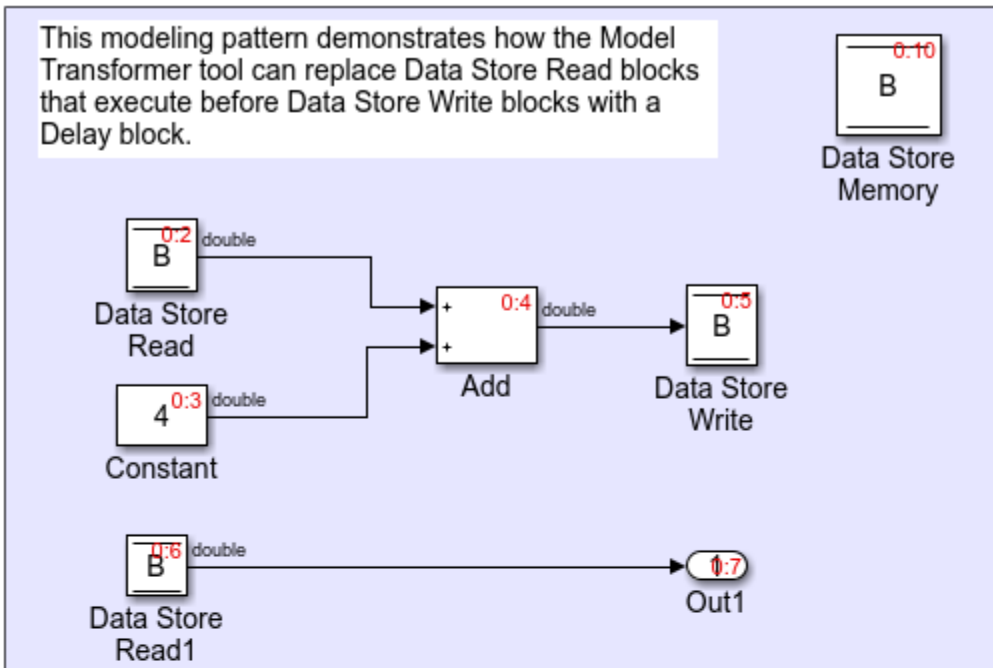 This modeling pattern demonstrates how the Model
Transformer tool can replace Data Store Read blocks
that execute before Data Store Write blocks with a
Delay block.
0:10
B
Data Store
Memory
0:2
B
double
Data Store
Read
+
+
0:4
double
Add
0:5
B
Data Store
Write
4
0:3
double
Constant
0:6
B
double
Data Store
Read1
1
0:7
Out1